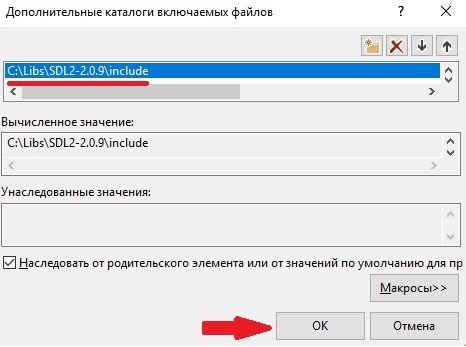 Дополнительные каталоги включаемых файлов
C:\Libs\SDL2-2.0.9\include
Вычисленное значение:
C:\Libs\SDL2-2.0.9\include
Унаследованные значения:
Наследовать от родительского элемента или от значений по умолчанию для пр
Макросы>>
ОК
Отмена